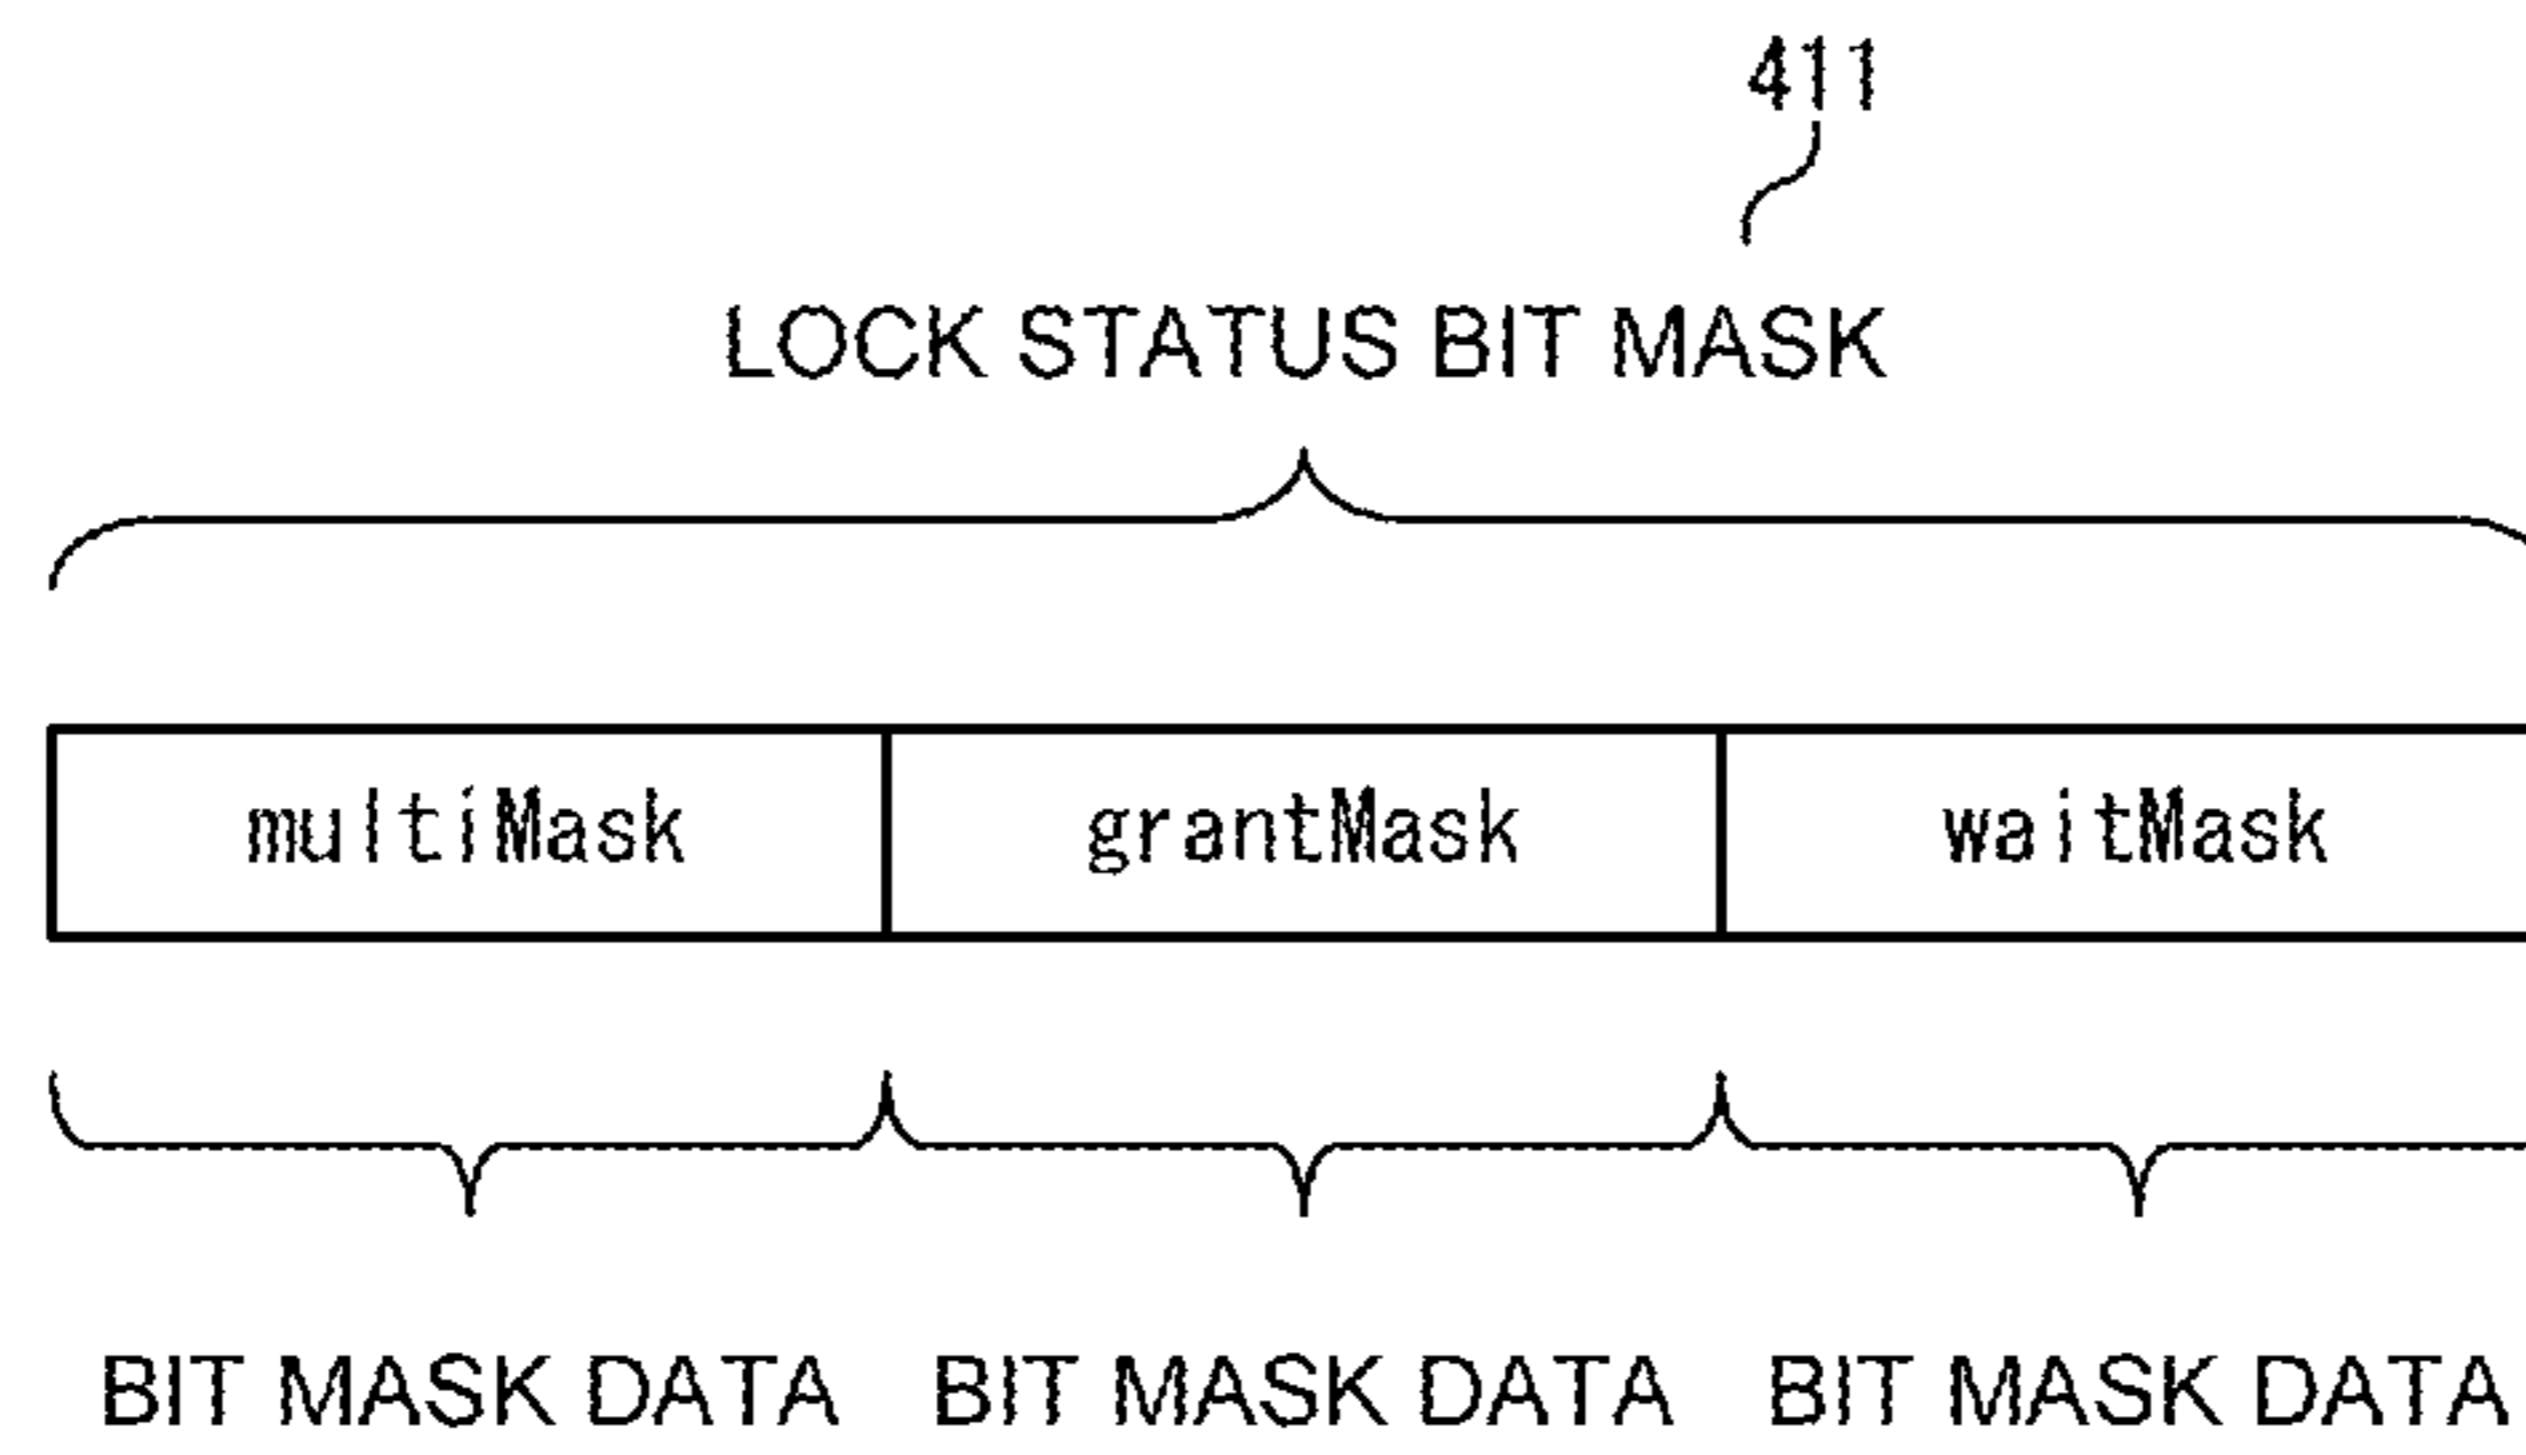 411
LOCK STATUS BIT MASK
multiMask grantMask waitMask
BIT MASK DATA BIT MASK DATA BIT MASK DATA